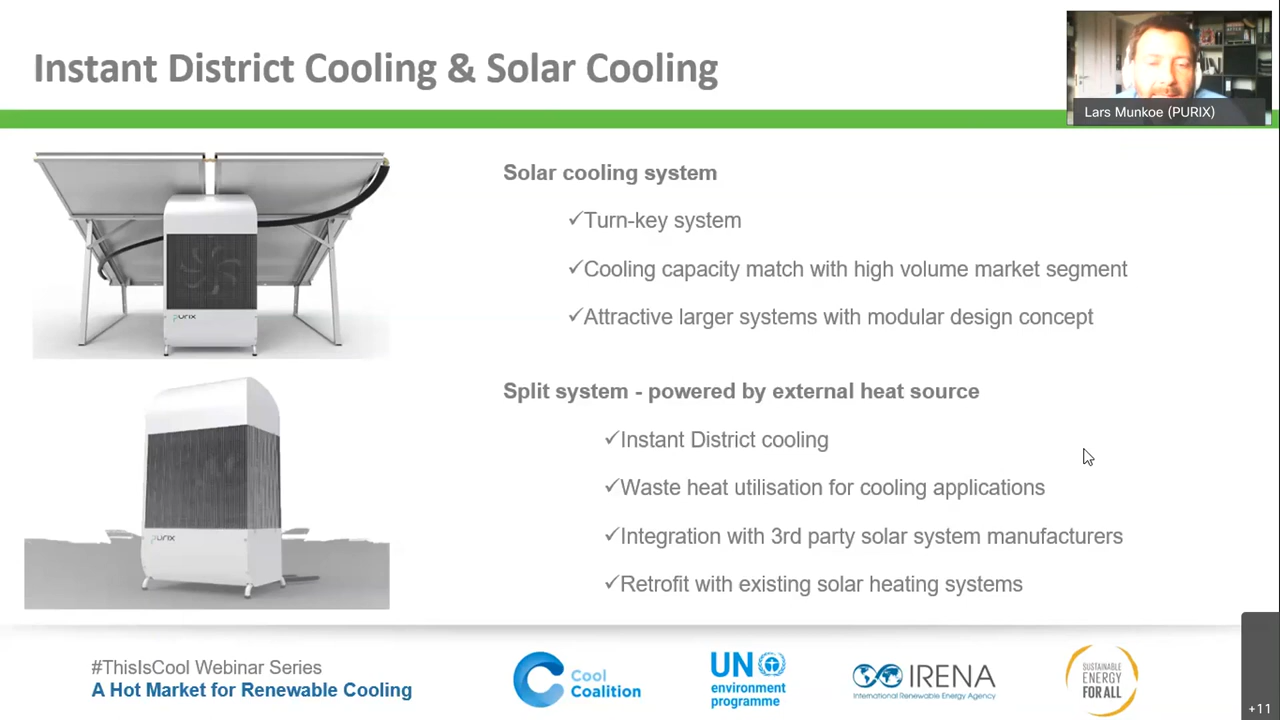 Instant District Cooling & Solar Cooling
Lars Munkoe (PURIX)
Solar cooling system
✓Turn-key system
✓Cooling capacity match with high volume market segment
✓Attractive larger systems with modular design concept
purix
Split system - powered by external heat source
✓Instant District cooling
✓Waste heat utilisation for cooling applications
✓Integration with 3rd party solar system manufacturers
✓Retrofit with existing solar heating systems
purix
#ThisIsCool Webinar Series
A Hot Market for Renewable Cooling
Cool
Coalition
UN
environment
programme
IRENA
International Renewable Energy Agency
SUSTAINABLE
ENERGY
FOR ALL
+11